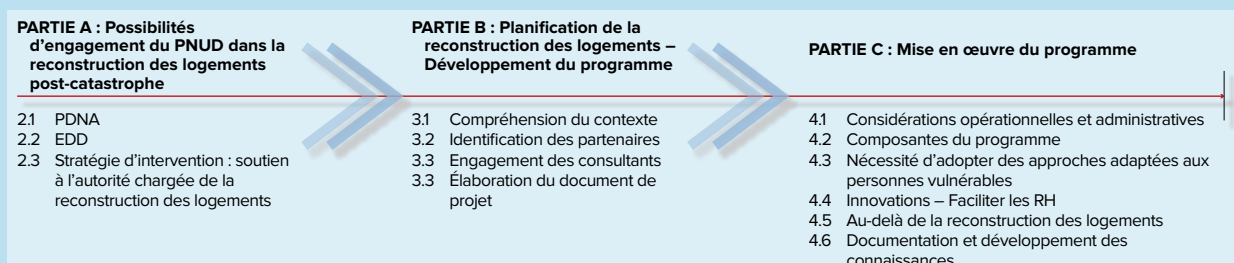 PARTIE A : Possibilités
d'engagement du PNUD dans la
reconstruction des logements
post-catastrophe
2.1 PDNA
2.2 EDD
2.3 Stratégie d'intervention : soutien
à l'autorité chargée de la
reconstruction des logements
PARTIE B : Planification de la
reconstruction des logements –
Développement du programme
3.1 Compréhension du contexte
3.2 Identification des partenaires
3.3 Engagement des consultants
3.3 Élaboration du document de
projet
PARTIE C : Mise en œuvre du programme
4.1 Considérations opérationnelles et administratives
4.2 Composantes du programme
4.3 Nécessité d'adopter des approches adaptées aux
personnes vulnérables
4.4 Innovations – Faciliter les RH
4.5 Au-delà de la reconstruction des logements
4.6 Documentation et développement des
connaissances